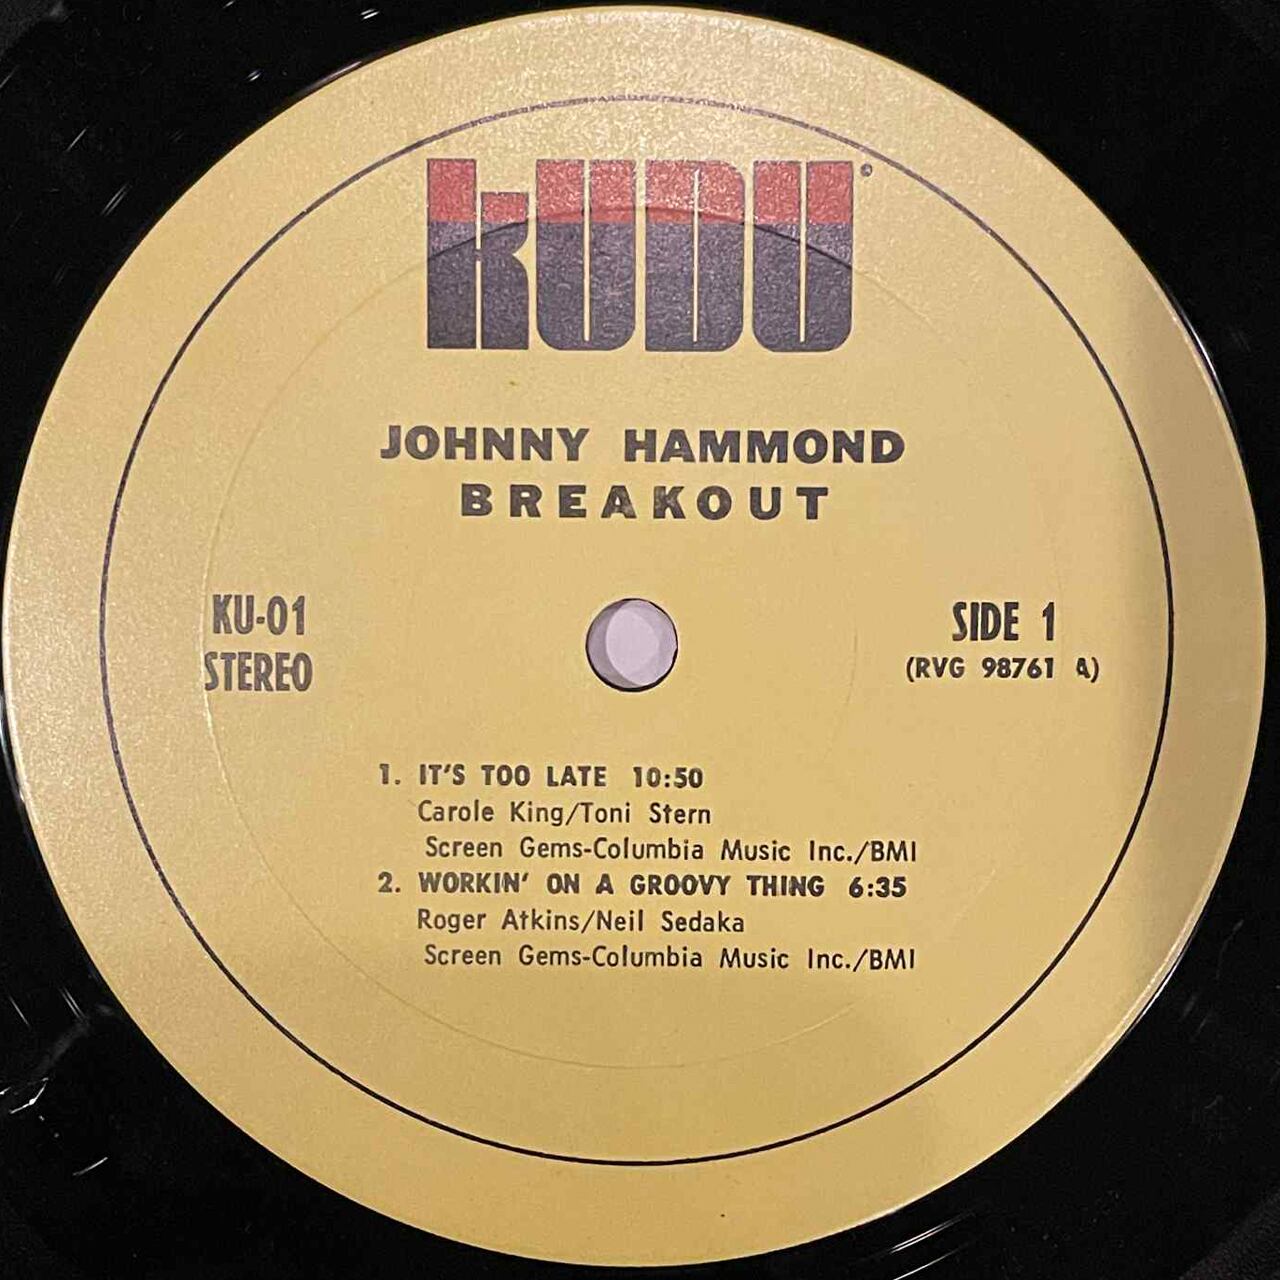 kUDU
JOHNNY HAMMOND
BREAKOUT
KU-01
STEREO
SIDE 1
(RVG 98761 A)
1. IT'S TOO LATE 10:50
Carole King/Toni Stern
Screen Gems-Columbia Music Inc./BMI
2. WORKIN' ON A GROOVY THING 6:35
Roger Atkins/Neil Sedaka
Screen Gems-Columbia Music Inc./BMI